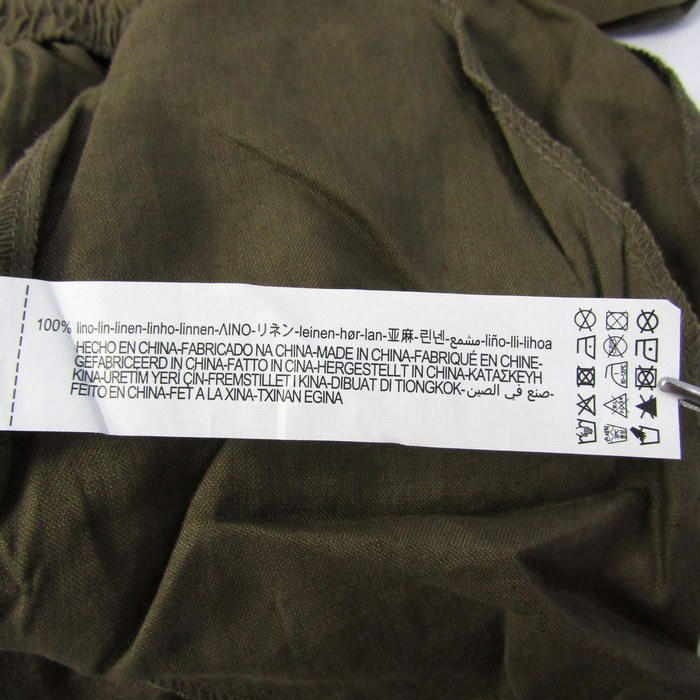 100% lino-lin-linen-linho-linnen-ΛINO-リネン-leinen-hør-lan-亚麻-린넨-مشمع-liño-lli-lihoa
HECHO EN CHINA-FABRICADO NA CHINA-MADE IN CHINA-FABRIQUÉ EN CHINE-
GEFABRICEERD IN CHINA-FATTO IN CINA-HERGESTELLT IN CHINA-ΚΑΤΑΣΚΕΥΗ
KINA-URETIM YERİ ÇIN-FREMSTILLET I KINA-DIBUAT DI TIONGKOK-صنع في الصين-
FEITO EN CHINA-FET A LA XINA-TXINAN EGINA